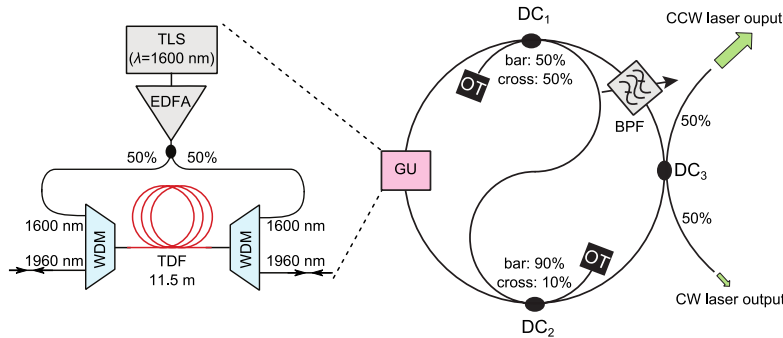 TLS
(λ=1600 nm)
EDFA
50%
50%
1600 nm
1600 nm
WDM
WDM
1960 nm
1960 nm
TDF
11.5 m
GU
DC1
bar: 50%
cross: 50%
OT
BPF
CCW laser ouput
50%
DC3
50%
CW laser output
bar: 90%
cross: 10%
OT
DC2